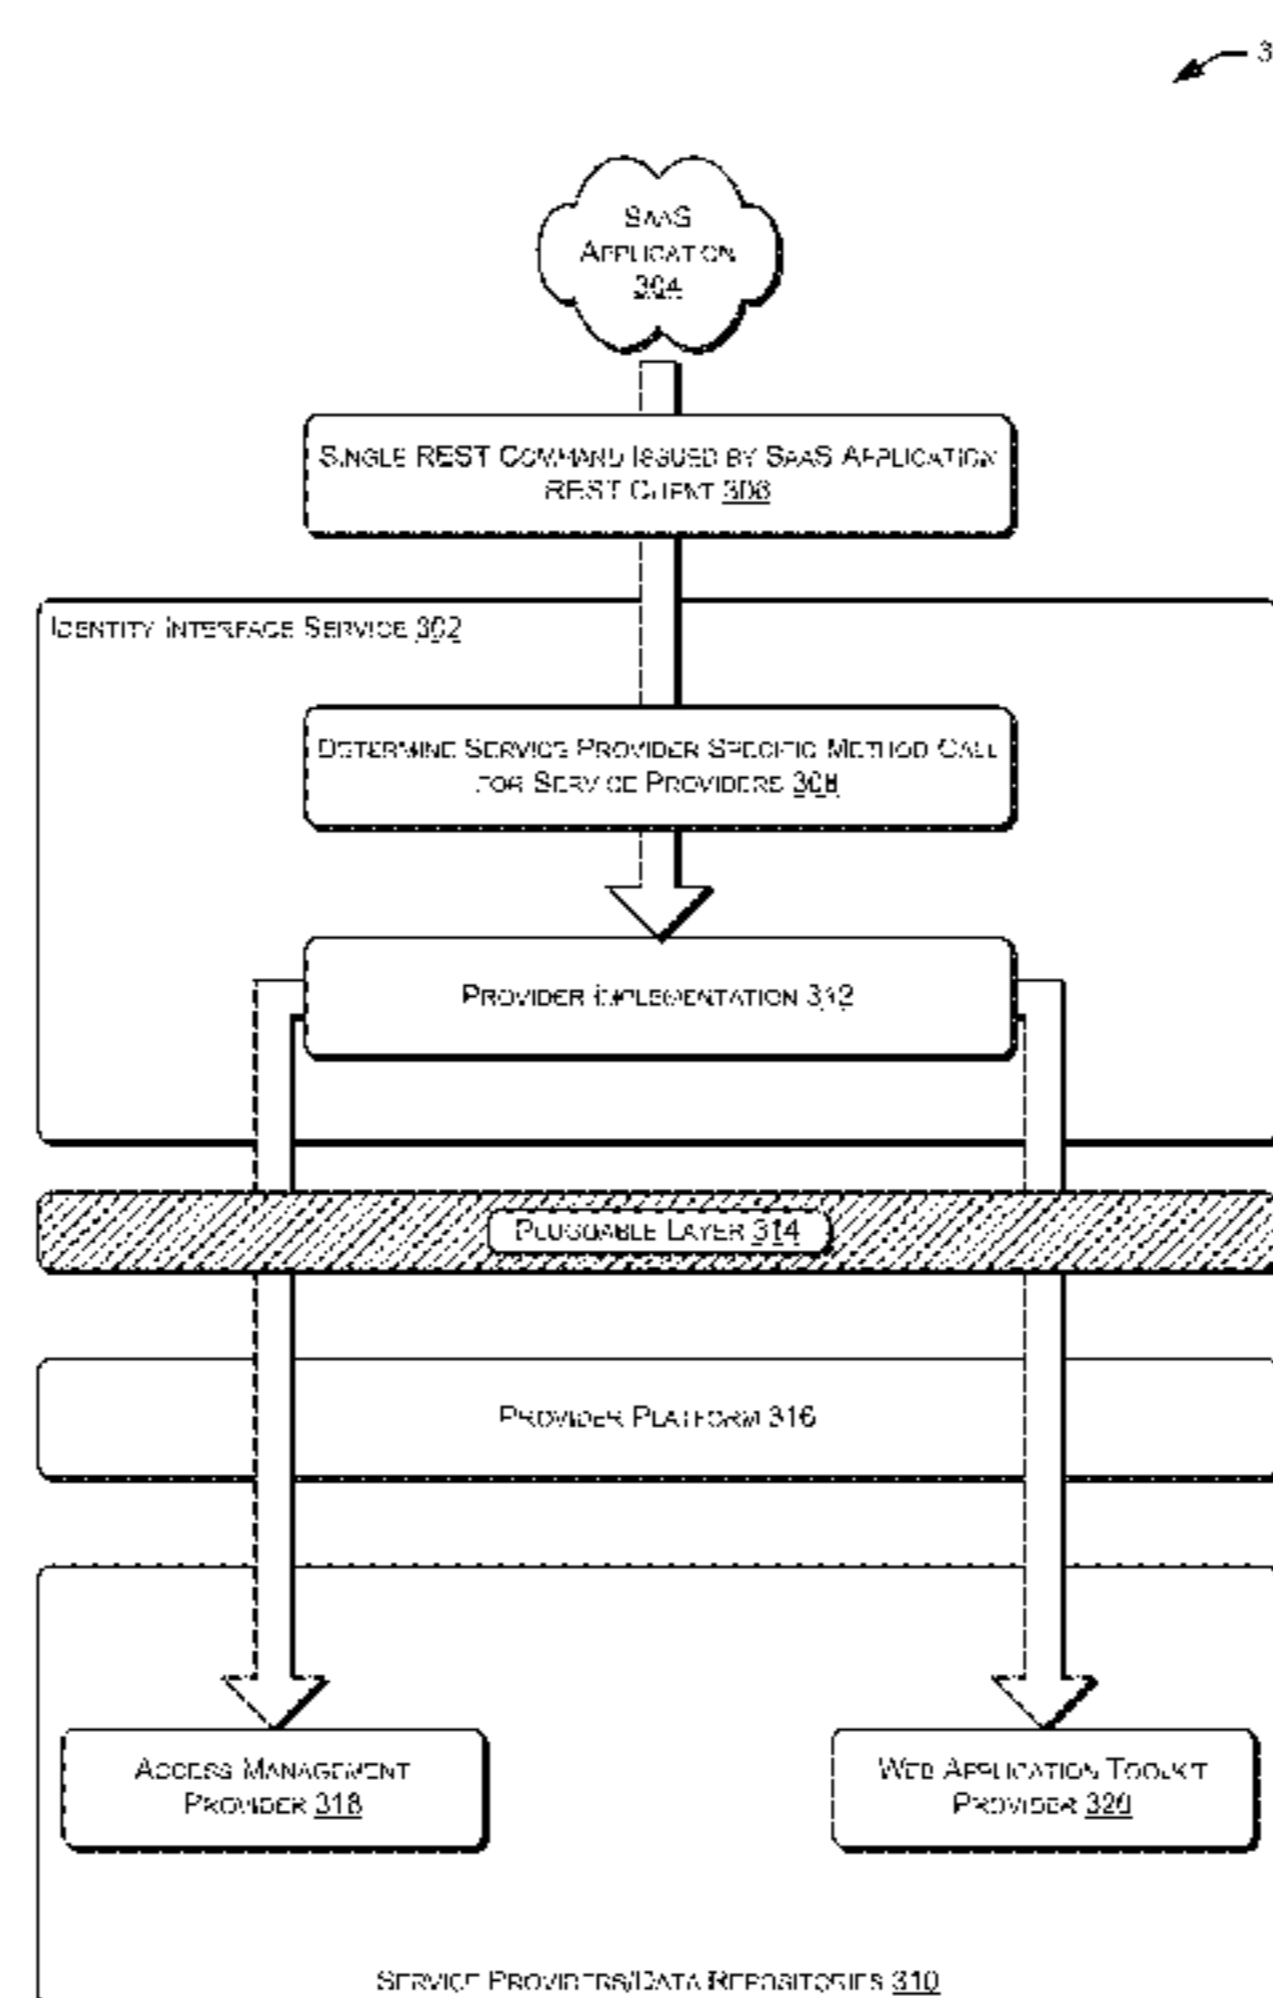 3
SAAS
APPLICATION
304
SINGLE REST COMMAND ISSUED BY SAAS APPLICATION
REST CLIENT 306
IDENTITY INTERFACE SERVICE 302
DETERMINE SERVICE PROVIDER SPECIFIC METHOD CALL
FOR SERVICE PROVIDERS 308
PROVIDER IMPLEMENTATION 312
PLUGGABLE LAYER 314
PROVIDER PLATFORM 316
ACCESS MANAGEMENT
PROVIDER 318
WEB APPLICATION TOOLKIT
PROVIDER 320
SERVICE PROVIDERS/DATA REPOSITORIES 310